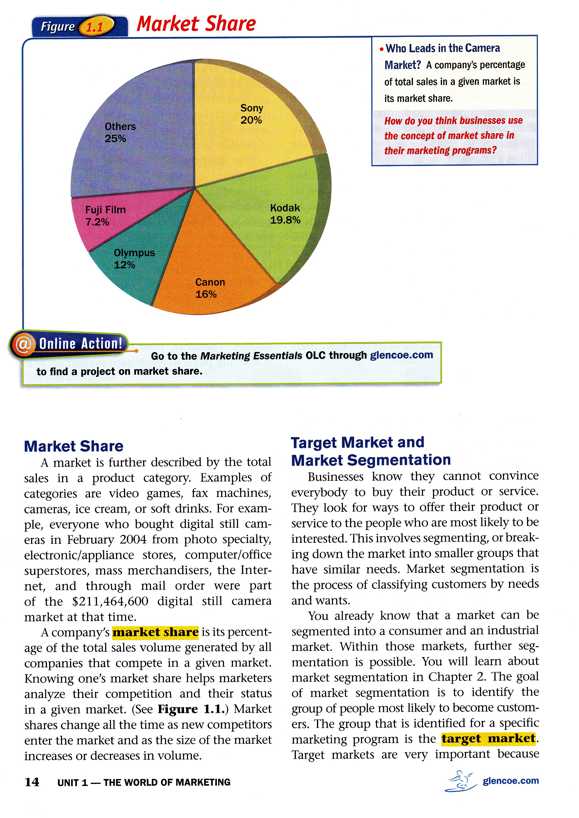 Figure 1.1 Market Share
• Who Leads in the Camera
Market? A company's percentage
of total sales in a given market is
its market share.
How do you think businesses use
the concept of market share in
their marketing programs?
Sony
20%
Kodak
19.8%
Canon
16%
Olympus
12%
Fuji Film
7.2%
Others
25%
@ Online Action!
Go to the Marketing Essentials OLC through glencoe.com
to find a project on market share.
Market Share
A market is further described by the total
sales in a product category. Examples of
categories are video games, fax machines,
cameras, ice cream, or soft drinks. For exam-
ple, everyone who bought digital still cam-
eras in February 2004 from photo specialty,
electronic/appliance stores, computer/office
superstores, mass merchandisers, the Inter-
net, and through mail order were part
of the $211,464,600 digital still camera
market at that time.
A company's market share is its percent-
age of the total sales volume generated by all
companies that compete in a given market.
Knowing one's market share helps marketers
analyze their competition and their status
in a given market. (See Figure 1.1.) Market
shares change all the time as new competitors
enter the market and as the size of the market
increases or decreases in volume.
Target Market and
Market Segmentation
Businesses know they cannot convince
everybody to buy their product or service.
They look for ways to offer their product or
service to the people who are most likely to be
interested. This involves segmenting, or break-
ing down the market into smaller groups that
have similar needs. Market segmentation is
the process of classifying customers by needs
and wants.
You already know that a market can be
segmented into a consumer and an industrial
market. Within those markets, further seg-
mentation is possible. You will learn about
market segmentation in Chapter 2. The goal
of market segmentation is to identify the
group of people most likely to become custom-
ers. The group that is identified for a specific
marketing program is the target market.
Target markets are very important because
14 UNIT 1 — THE WORLD OF MARKETING
glencoe.com